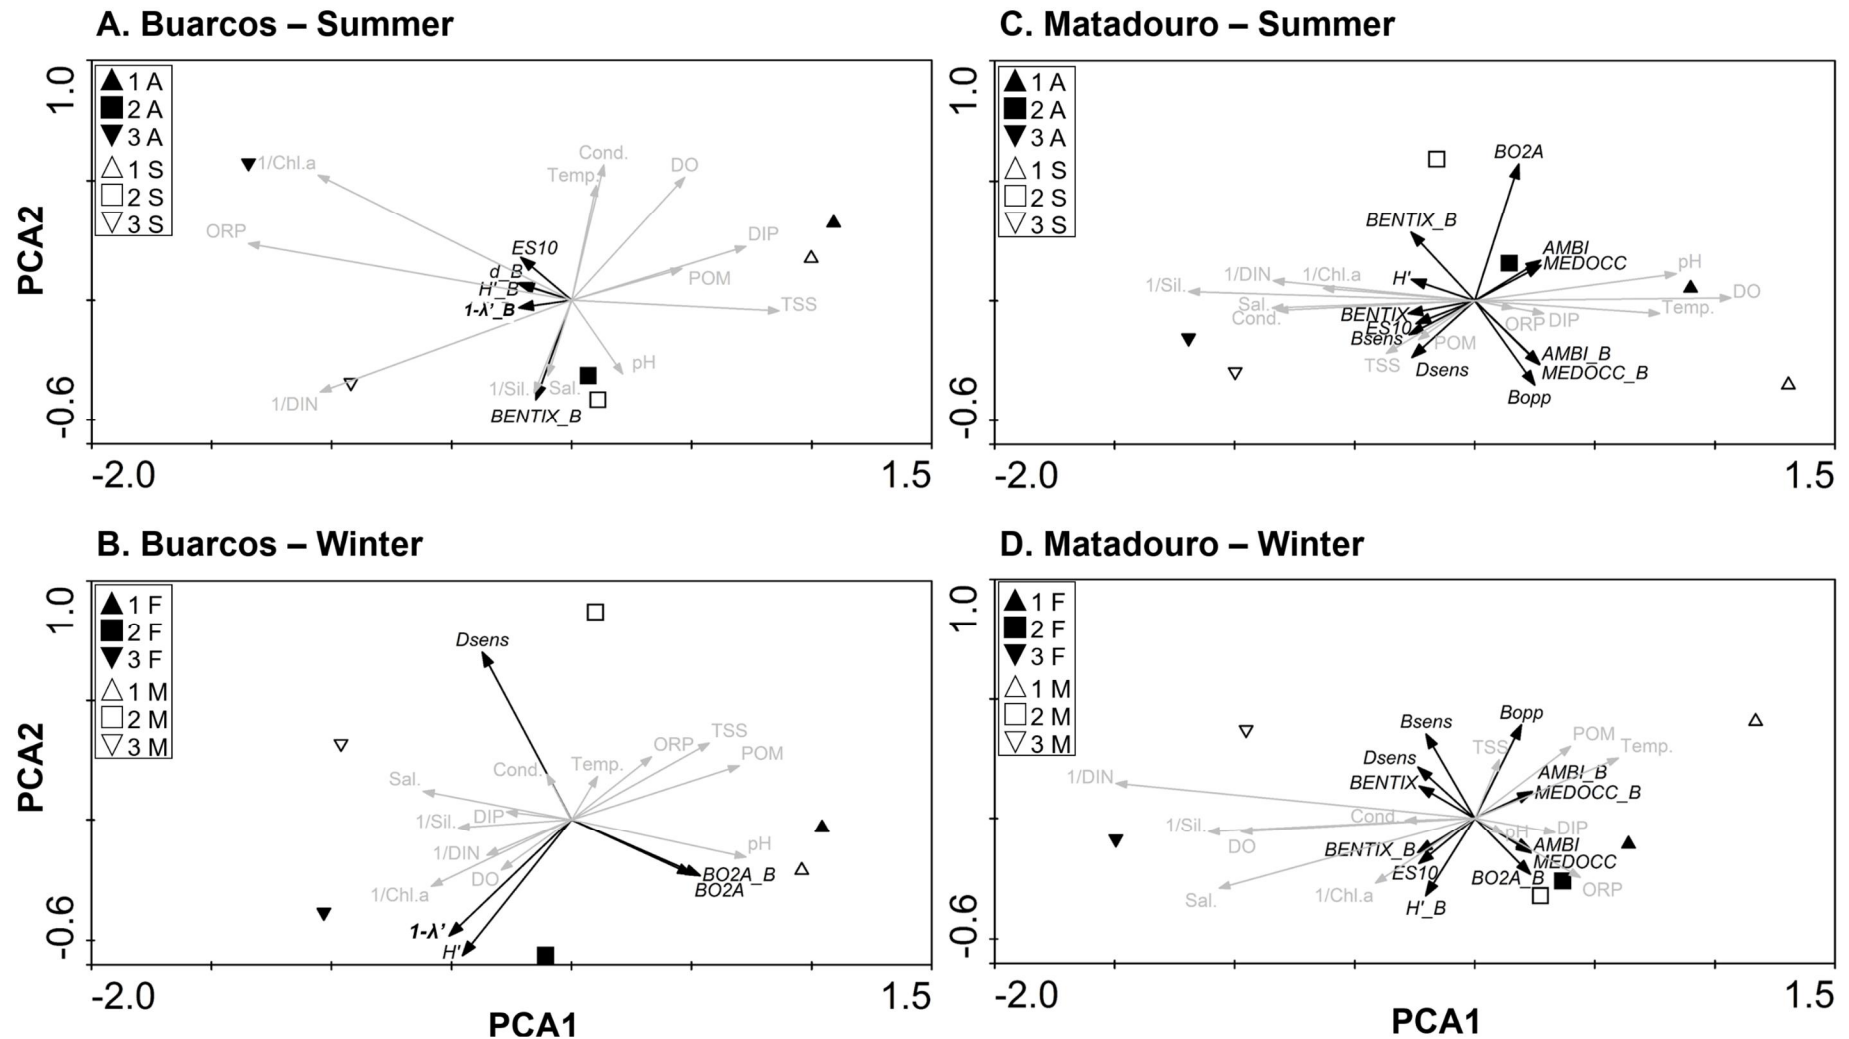 A. Buarcos – Summer
1.0
PCA2
-0.6
1 A
2 A
3 A
1 S
2 S
3 S
1/Chl.a
ORP
Cond.
Temp.
DO
DIP
POM
TSS
ES10
d_B
H'_B
1-λ'_B
pH
1/Sil.
Sal.
1/DIN
BENTIX_B
-2.0
1.5
C. Matadouro – Summer
1.0
-0.6
1 A
2 A
3 A
1 S
2 S
3 S
BO2A
BENTIX_B
AMBI
MEDOCC
pH
H'
1/DIN
1/Chl.a
1/Sil.
DO
Sal.
Cond.
Temp.
BENTIX
ES10
Bsens
ORP
DIP
POM
TSS
Dsens
AMBI_B
MEDOCC_B
Bopp
-2.0
1.5
B. Buarcos – Winter
1.0
PCA2
-0.6
1 F
2 F
3 F
1 M
2 M
3 M
Dsens
TSS
ORP
POM
Cond.
Temp.
Sal.
DIP
1/Sil.
pH
1/DIN
DO
1/Chl.a
BO2A_B
BO2A
1-λ'
H'
-2.0
1.5
PCA1
D. Matadouro – Winter
1.0
-0.6
1 F
2 F
3 F
1 M
2 M
3 M
Bsens
Bopp
POM
TSS
Temp.
Dsens
BENTIX
AMBI_B
MEDOCC_B
1/DIN
Cond.
1/Sil.
DO
pH
DIP
BENTIX_B
AMBI
MEDOCC
ES10
BO2A_B
ORP
Sal.
1/Chl.a
H'_B
-2.0
1.5
PCA1